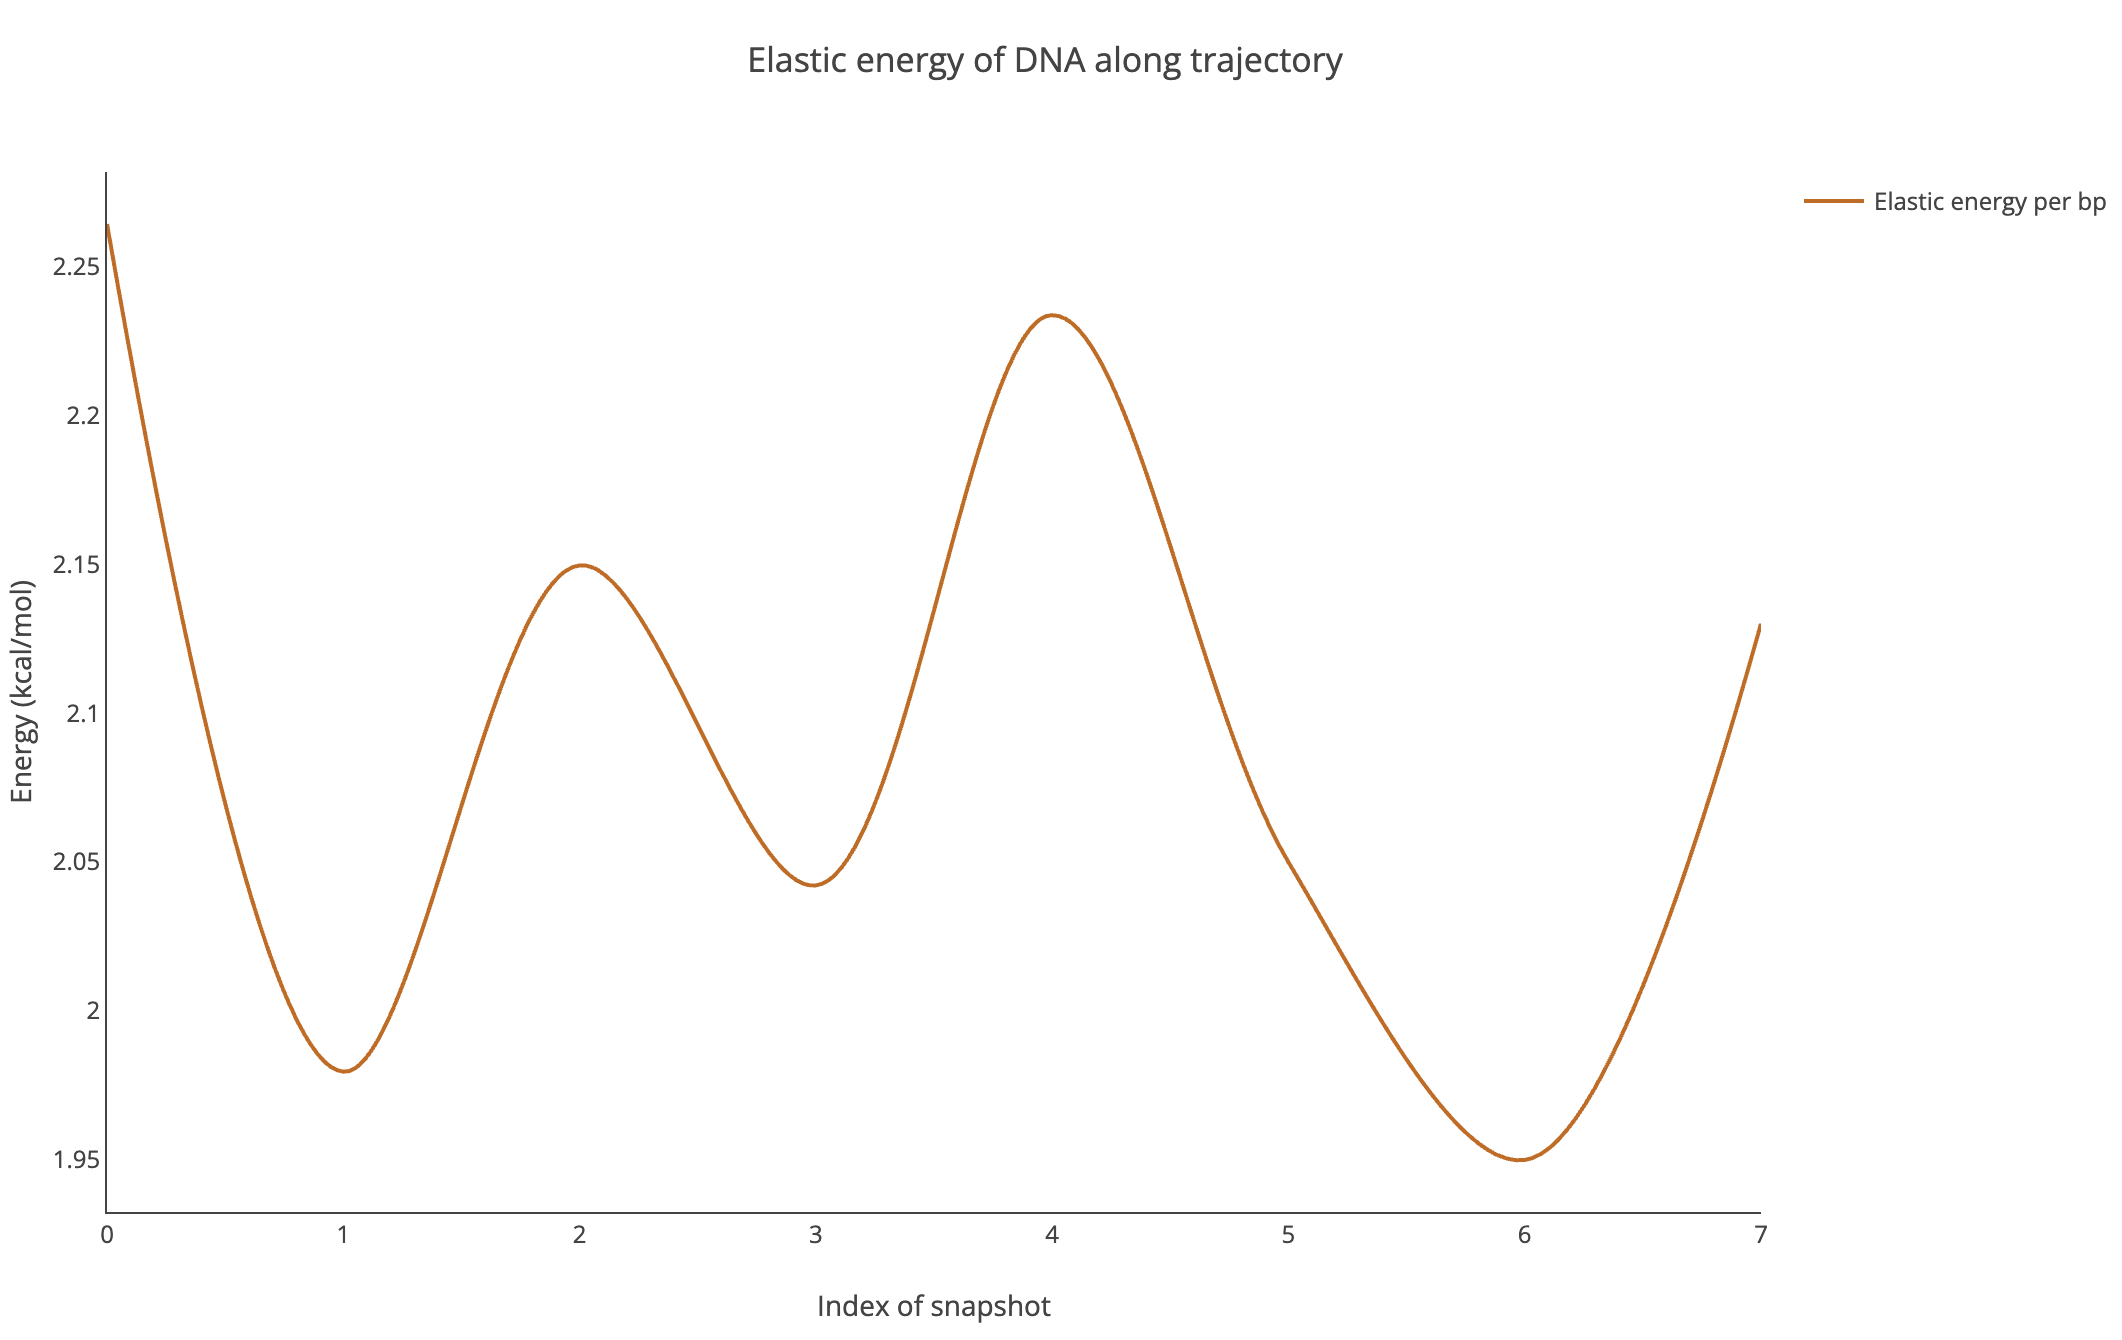 Elastic energy of DNA along trajectory
Elastic energy per bp
Energy (kcal/mol)
2.25
2.2
2.15
2.1
2.05
2
1.95
0 1 2 3 4 5 6 7
Index of snapshot